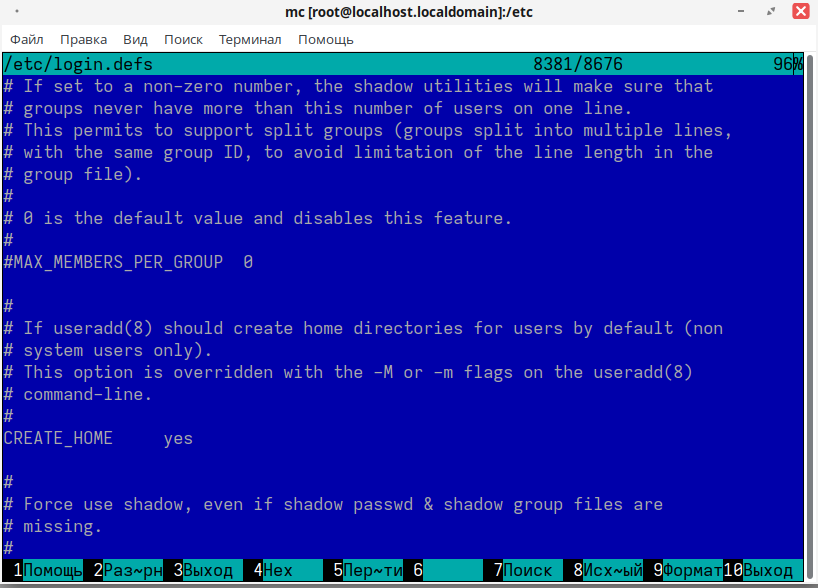 mc [root@localhost.localdomain]:/etc
Файл Правка Вид Поиск Терминал Помощь
/etc/login.defs 8381/8676 96%
# If set to a non-zero number, the shadow utilities will make sure that
# groups never have more than this number of users on one line.
# This permits to support split groups (groups split into multiple lines,
# with the same group ID, to avoid limitation of the line length in the
# group file).
#
# 0 is the default value and disables this feature.
#
#MAX_MEMBERS_PER_GROUP 0
#
# If useradd(8) should create home directories for users by default (non
# system users only).
# This option is overridden with the -M or -m flags on the useradd(8)
# command-line.
#
CREATE_HOME yes
#
# Force use shadow, even if shadow passwd & shadow group files are
# missing.
#
1Помощь 2Раз~рн 3Выход 4Hex 5Пер~ти 6 7Поиск 8Исх~ый 9Формат 10Выход